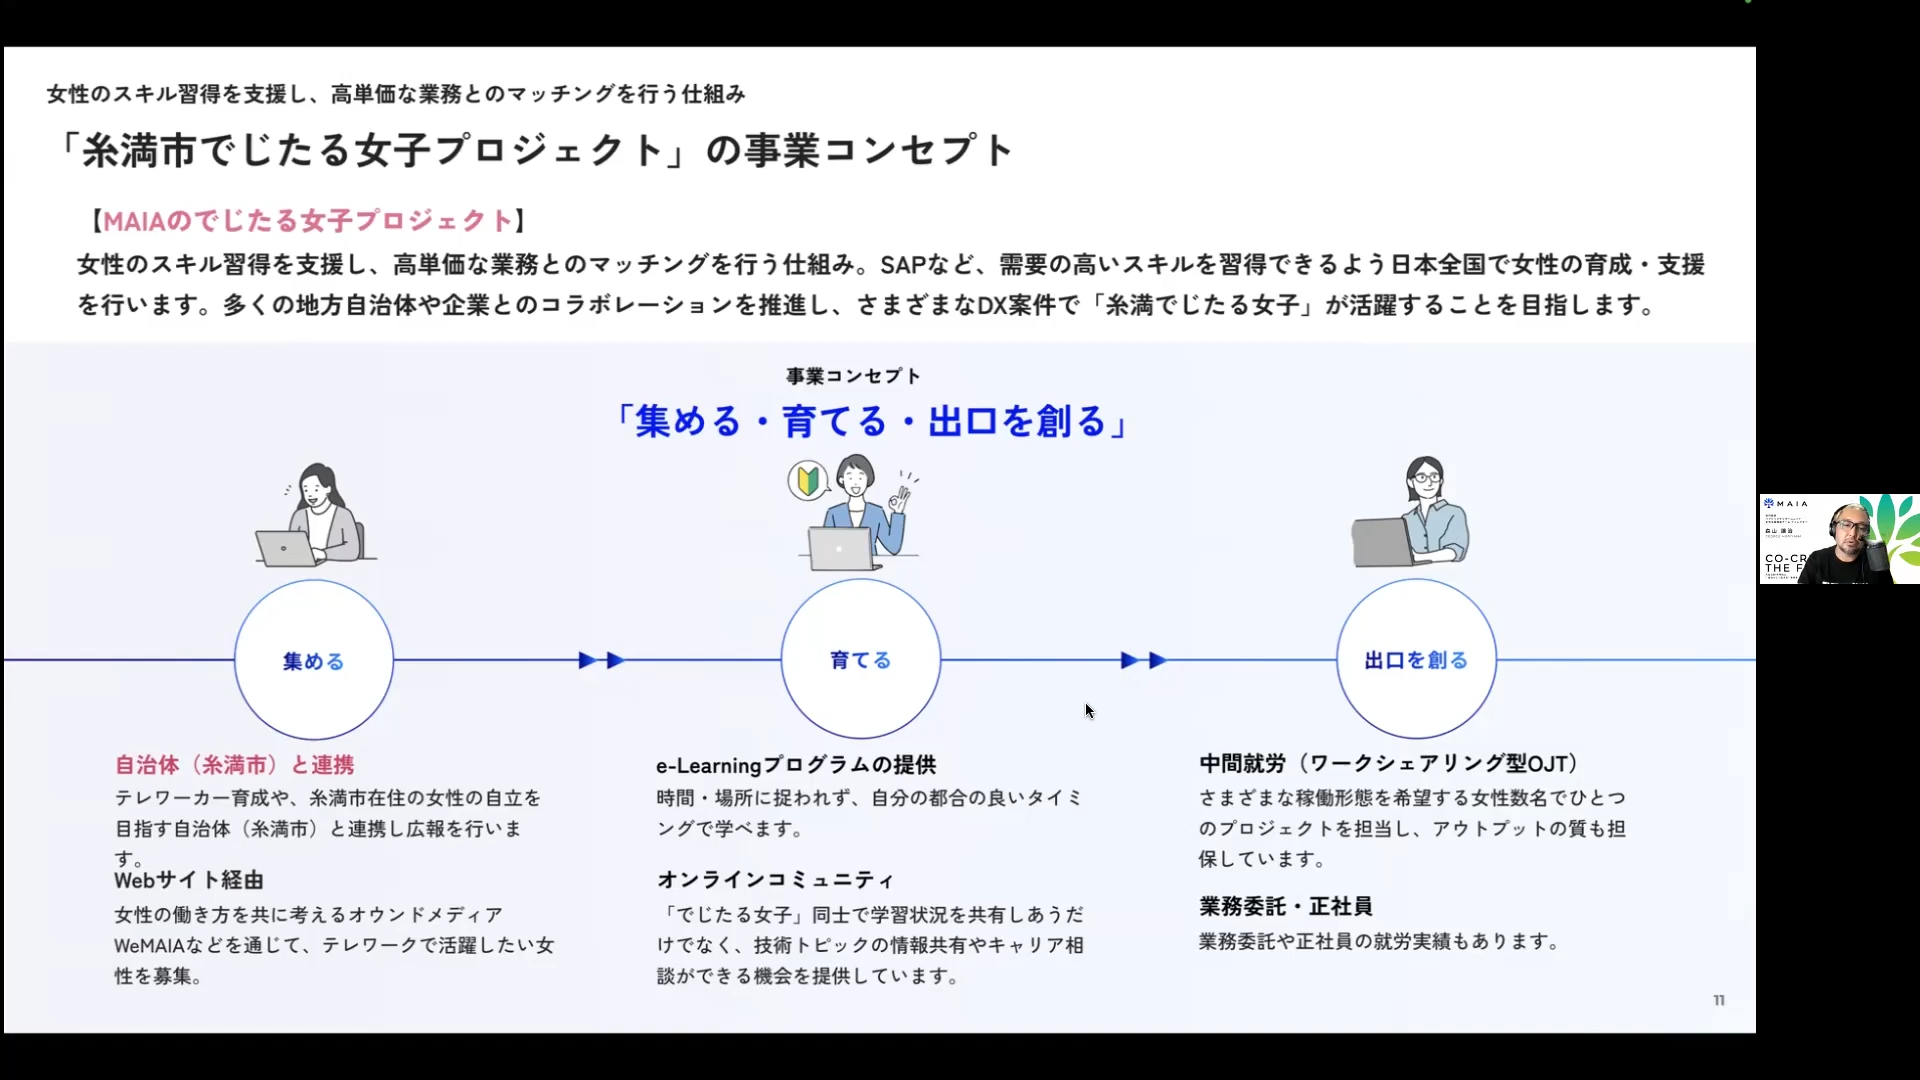 女性のスキル習得を支援し、高単価な業務とのマッチングを行う仕組み
「糸満市でじたる女子プロジェクト」の事業コンセプト
【MAIAのでじたる女子プロジェクト】
女性のスキル習得を支援し、高単価な業務とのマッチングを行う仕組み。SAPなど、需要の高いスキルを習得できるよう日本全国で女性の育成・支援
を行います。多くの地方自治体や企業とのコラボレーションを推進し、さまざまなDX案件で「糸満でじたる女子」が活躍することを目指します。
事業コンセプト
「集める・育てる・出口を創る」
集める
育てる
出口を創る
自治体（糸満市）と連携
テレワーカー育成や、糸満市在住の女性の自立を
目指す自治体（糸満市）と連携し広報を行いま
す。
Webサイト経由
女性の働き方を共に考えるオウンドメディア
WeMAIAなどを通じて、テレワークで活躍したい女
性を募集。
e-Learningプログラムの提供
時間・場所に捉われず、自分の都合の良いタイミ
ングで学べます。
オンラインコミュニティ
「でじたる女子」同士で学習状況を共有しあうだ
けでなく、技術トピックの情報共有やキャリア相
談ができる機会を提供しています。
中間就労（ワークシェアリング型OJT）
さまざまな稼働形態を希望する女性数名でひとつ
のプロジェクトを担当し、アウトプットの質も担
保しています。
業務委託・正社員
業務委託や正社員の就労実績もあります。
11
MAIA
CO-CR
THE F